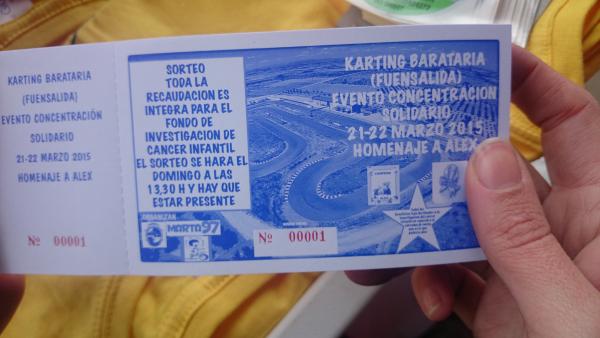 KARTING BARATARIA
(FUENSALIDA)
EVENTO CONCENTRACIÓN
SOLIDARIO
21-22 MARZO 2015
HOMENAJE A ALEX
Nº 00001
SORTEO
TODA LA
RECAUDACION ES
INTEGRA PARA EL
FONDO DE
INVESTIGACION DE
CANCER INFANTIL
EL SORTEO SE HARA EL
DOMINGO A LAS
13,30 H Y HAY QUE
ESTAR PRESENTE
ORGANIZAN
MARTA 97
KARTING BARATARIA
(FUENSALIDA)
EVENTO CONCENTRACION
SOLIDARIO
21-22 MARZO 2015
HOMENAJE A ALEX
Nº 00001